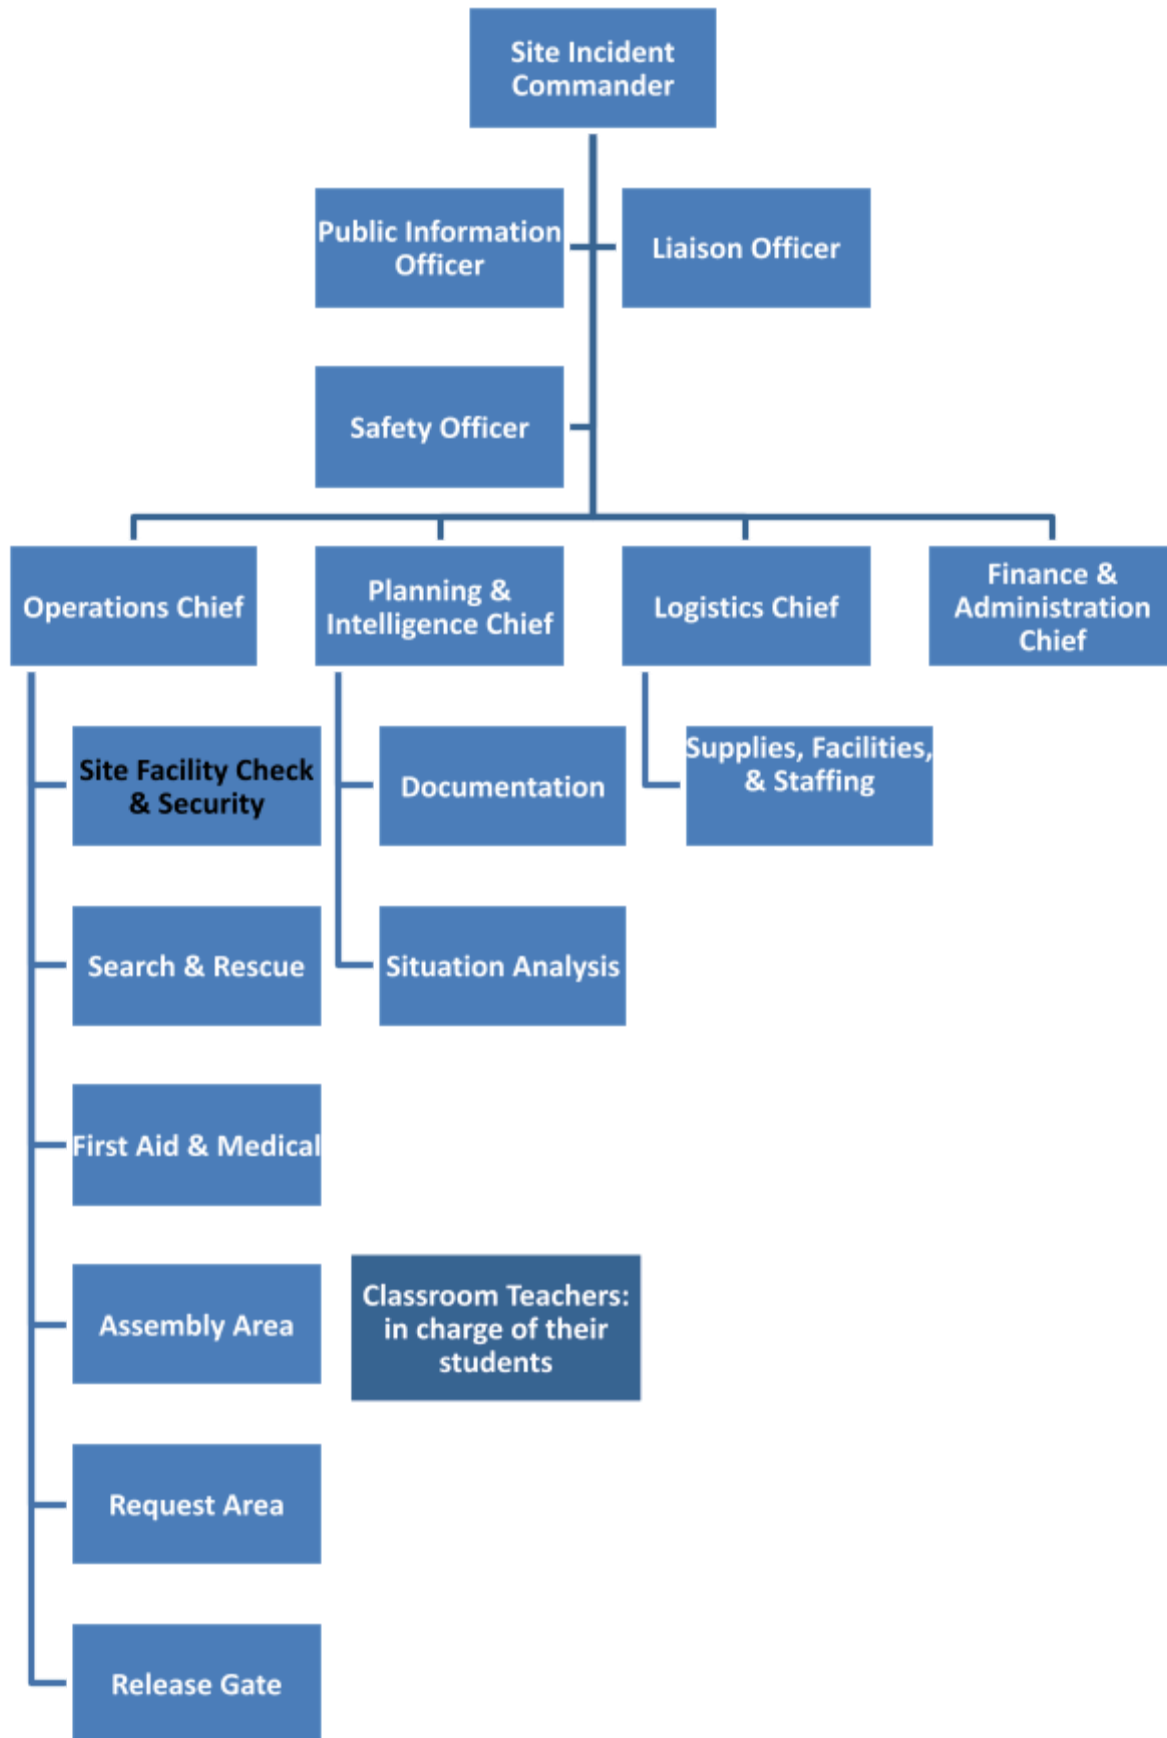 Site Incident
Commander
Public Information
Officer
Liaison Officer
Safety Officer
Operations Chief
Planning &
Intelligence Chief
Logistics Chief
Finance &
Administration
Chief
Site Facility Check
& Security
Documentation
Supplies, Facilities,
& Staffing
Search & Rescue
Situation Analysis
First Aid & Medical
Assembly Area
Classroom Teachers:
in charge of their
students
Request Area
Release Gate